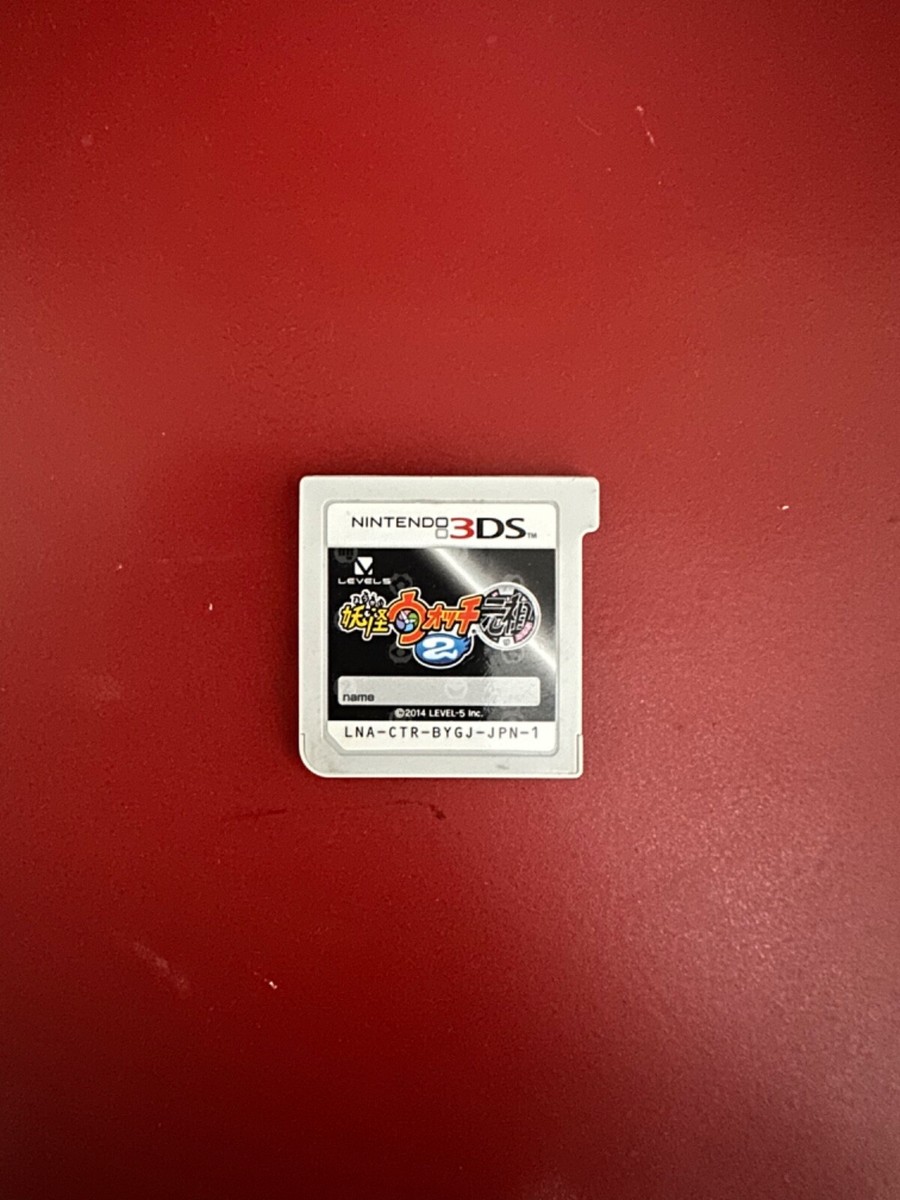 NINTENDO 3DS™
LEVEL5
妖怪ウォッチ2 元祖
name
©2014 LEVEL-5 Inc.
LNA-CTR-BYGJ-JPN-1